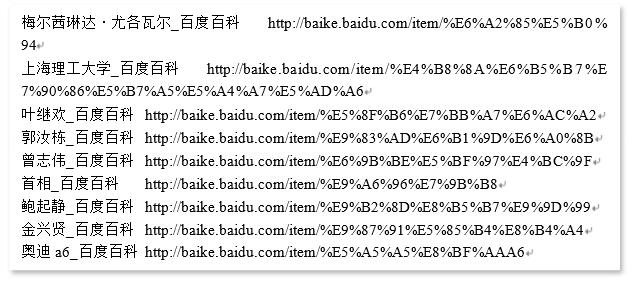 梅尔茜琳达·尤各瓦尔_百度百科 http://baike.baidu.com/item/%E6%A2%85%E5%B0%
94↵
上海理工大学_百度百科 http://baike.baidu.com/item/%E4%B8%8A%E6%B5%B7%E
7%90%86%E5%B7%A5%E5%A4%A7%E5%AD%A6↵
叶继欢_百度百科 http://baike.baidu.com/item/%E5%8F%B6%E7%BB%A7%E6%AC%A2↵
郭汝栋_百度百科 http://baike.baidu.com/item/%E9%83%AD%E6%B1%9D%E6%A0%8B↵
曾志伟_百度百科 http://baike.baidu.com/item/%E6%9B%BE%E5%BF%97%E4%BC%9F↵
首相_百度百科 http://baike.baidu.com/item/%E9%A6%96%E7%9B%B8↵
鲍起静_百度百科 http://baike.baidu.com/item/%E9%B2%8D%E8%B5%B7%E9%9D%99↵
金兴贤_百度百科 http://baike.baidu.com/item/%E9%87%91%E5%85%B4%E8%B4%A4↵
奥迪 a6_百度百科 http://baike.baidu.com/item/%E5%A5%A5%E8%BF%AAA6↵